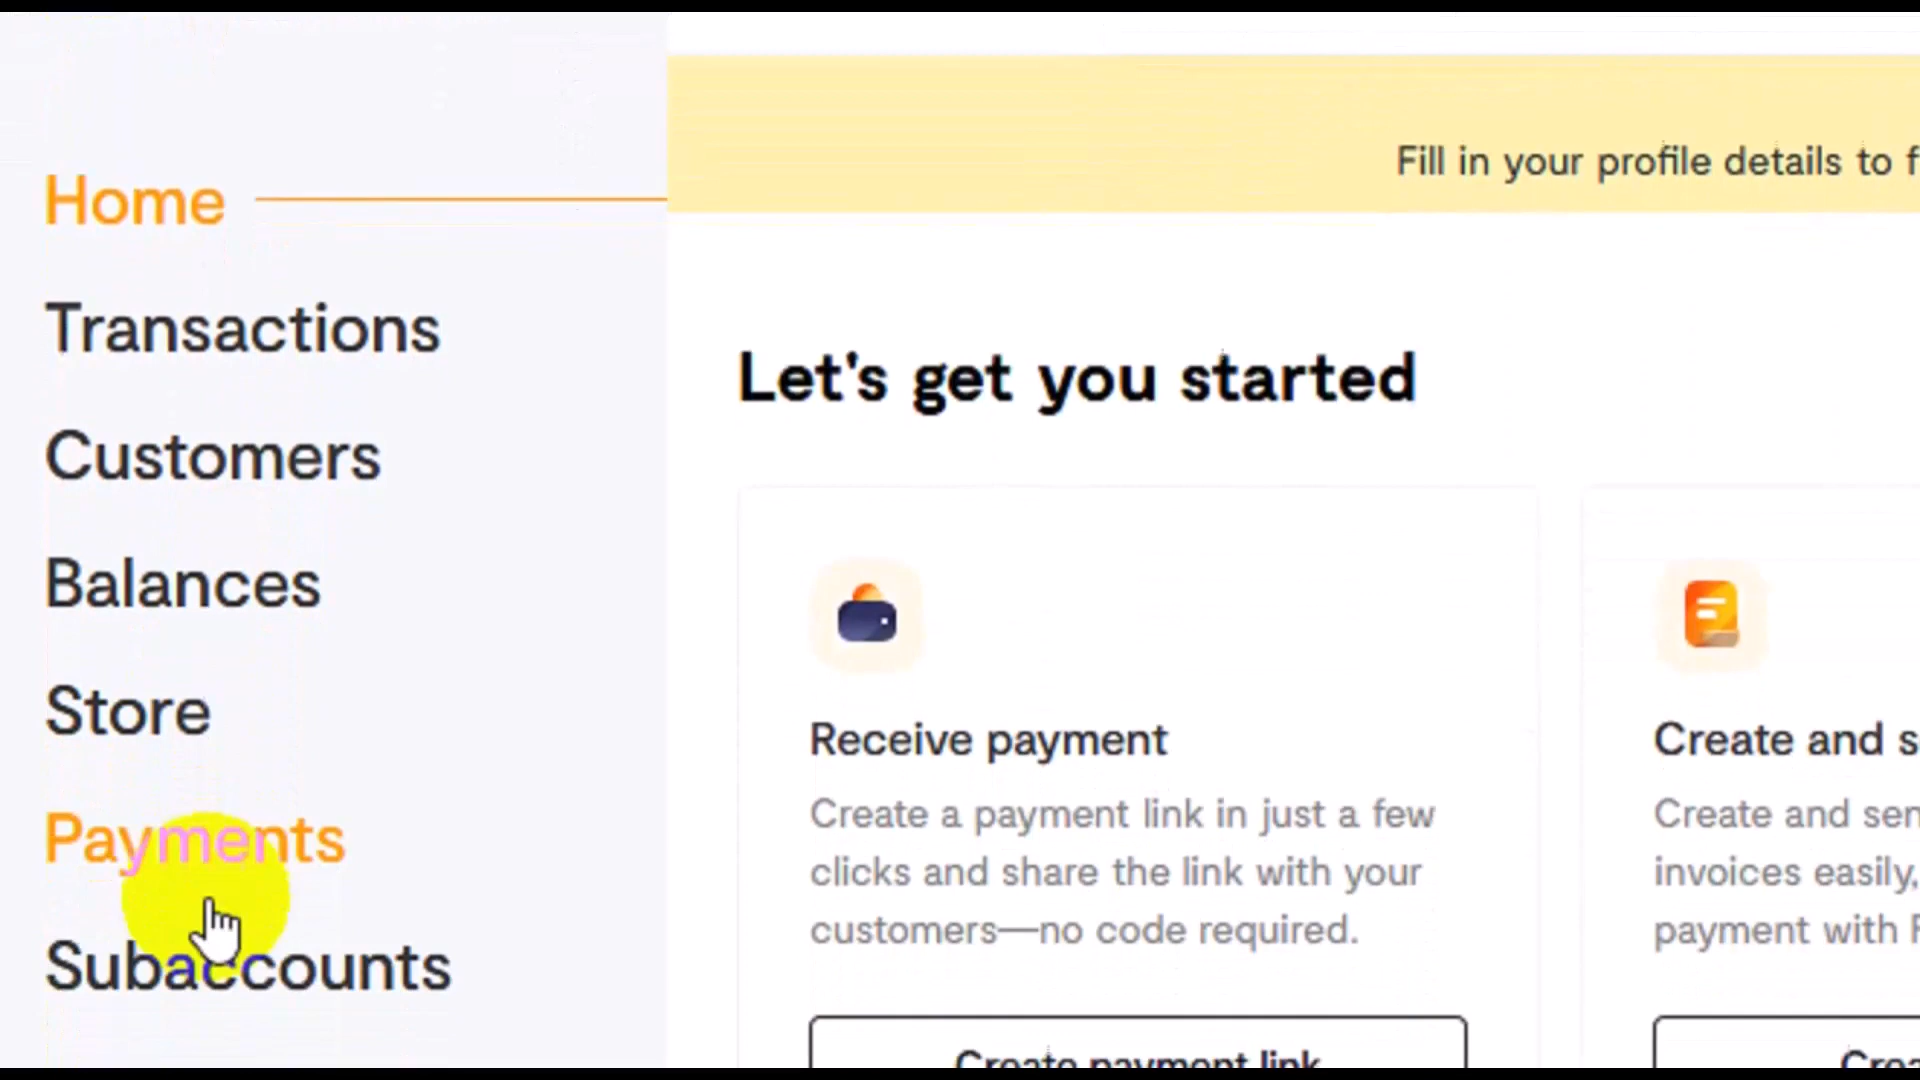 Fill in your profile details to f
Home
Transactions
Customers
Balances
Store
Payments
Subaccounts
Let's get you started
Receive payment
Create a payment link in just a few
clicks and share the link with your
customers—no code required.
Create payment link
Create and s
Create and sen
invoices easily,
payment with F
Crea